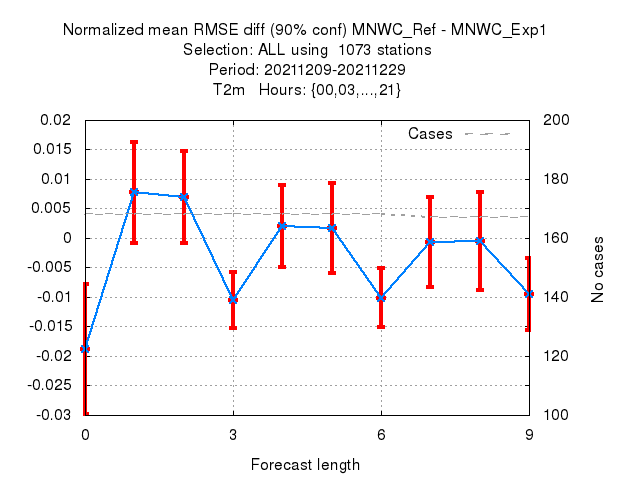 Normalized mean RMSE diff (90% conf) MNWC_Ref - MNWC_Exp1
Selection: ALL using  1073 stations
Period: 20211209-20211229
T2m   Hours: {00,03,...,21}
0.02 200
Cases
0.015
0.01 180
0.005
0 160
-0.005
-0.01 140
-0.015
-0.02 120
-0.025
-0.03 100
No cases
0 3 6 9
Forecast length